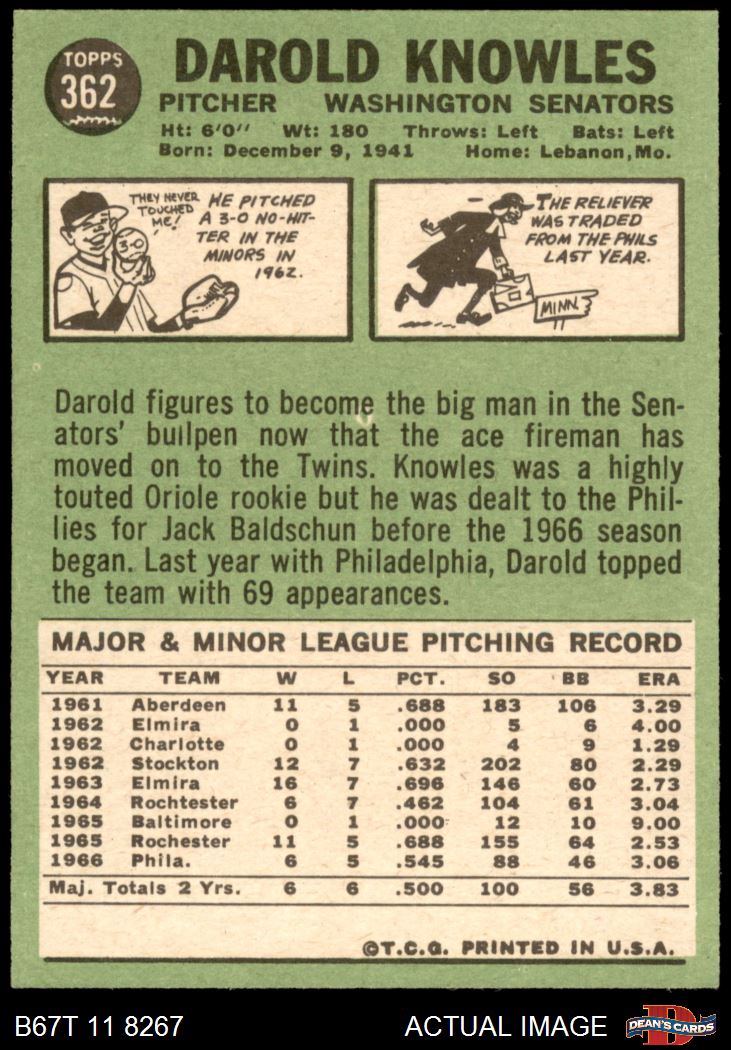 TOPPS
362
DAROLD KNOWLES
PITCHER WASHINGTON SENATORS
Ht: 6'0'' Wt: 180 Throws: Left Bats: Left
Born: December 9, 1941 Home: Lebanon, Mo.
THEY NEVER
TOUCHED
ME!
3-0
HE PITCHED
A 3-0 NO-HIT-
TER IN THE
MINORS IN
1962.
THE RELIEVER
WAS TRADED
FROM THE PHILS
LAST YEAR.
MINN.
Darold figures to become the big man in the Sen-
ators' bullpen now that the ace fireman has
moved on to the Twins. Knowles was a highly
touted Oriole rookie but he was dealt to the Phil-
lies for Jack Baldschun before the 1966 season
began. Last year with Philadelphia, Darold topped
the team with 69 appearances.
MAJOR & MINOR LEAGUE PITCHING RECORD
YEAR TEAM W L PCT. SO BB ERA
1961 Aberdeen 11 5 .688 183 106 3.29
1962 Elmira 0 1 .000 5 6 4.00
1962 Charlotte 0 1 .000 4 9 1.29
1962 Stockton 12 7 .632 202 80 2.29
1963 Elmira 16 7 .696 146 60 2.73
1964 Rochtester 6 7 .462 104 61 3.04
1965 Baltimore 0 1 .000 12 10 9.00
1965 Rochester 11 5 .688 155 64 2.53
1966 Phila. 6 5 .545 88 46 3.06
Maj. Totals 2 Yrs. 6 6 .500 100 56 3.83
©T.C.G. PRINTED IN U.S.A.
B67T 11 8267 ACTUAL IMAGE
D
DEAN'S CARDS